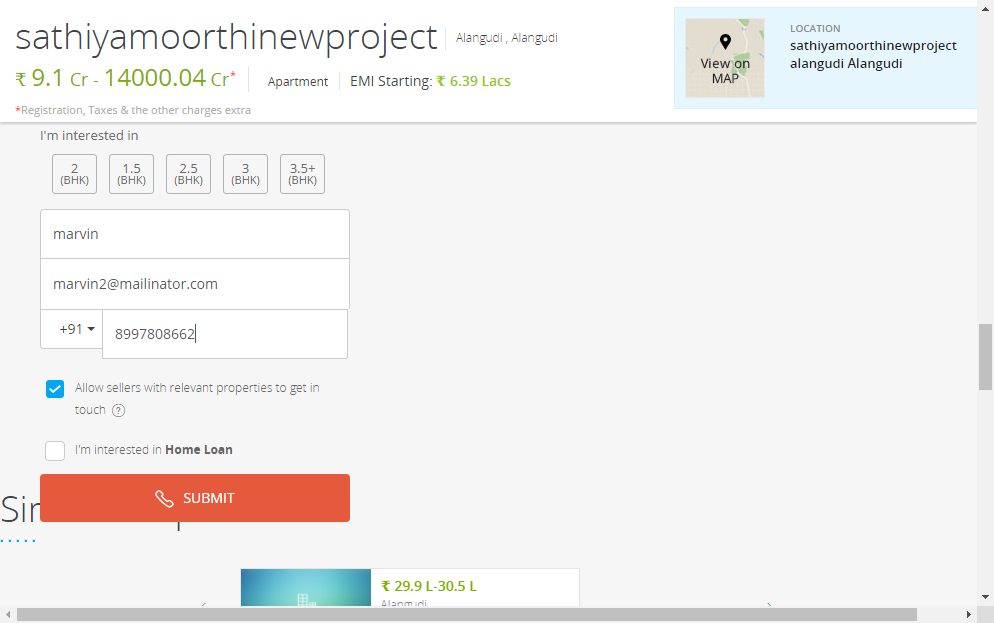 sathiyamoorthinewproject
Alangudi , Alangudi
₹ 9.1 Cr - 14000.04 Cr*
Apartment
EMI Starting: ₹ 6.39 Lacs
*Registration, Taxes & the other charges extra
View on
MAP
LOCATION
sathiyamoorthinewproject
alangudi Alangudi
I'm interested in
2
(BHK)
1.5
(BHK)
2.5
(BHK)
3
(BHK)
3.5+
(BHK)
marvin
marvin2@mailinator.com
+91
8997808662
Allow sellers with relevant properties to get in
touch ?
I'm interested in Home Loan
SUBMIT
₹ 29.9 L-30.5 L
Alangudi